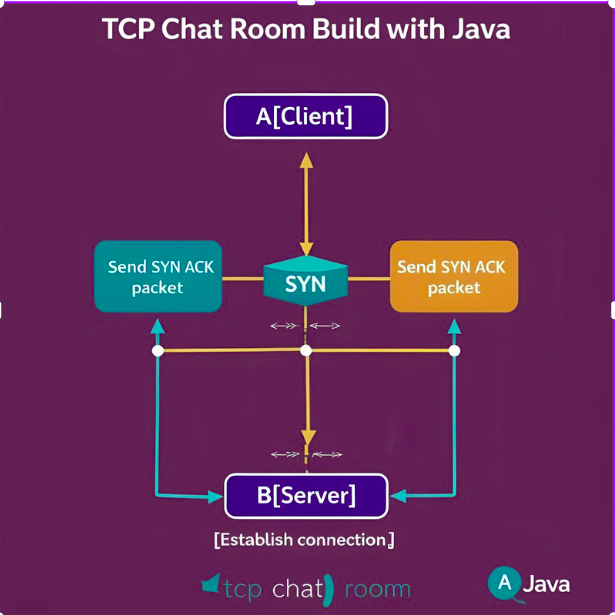 TCP Chat Room Build with Java
A[Client]
Send SYN ACK
packet
SYN
Send SYN ACK
packet
B[Server]
[Establish connection]
tcp chat) room
A Java